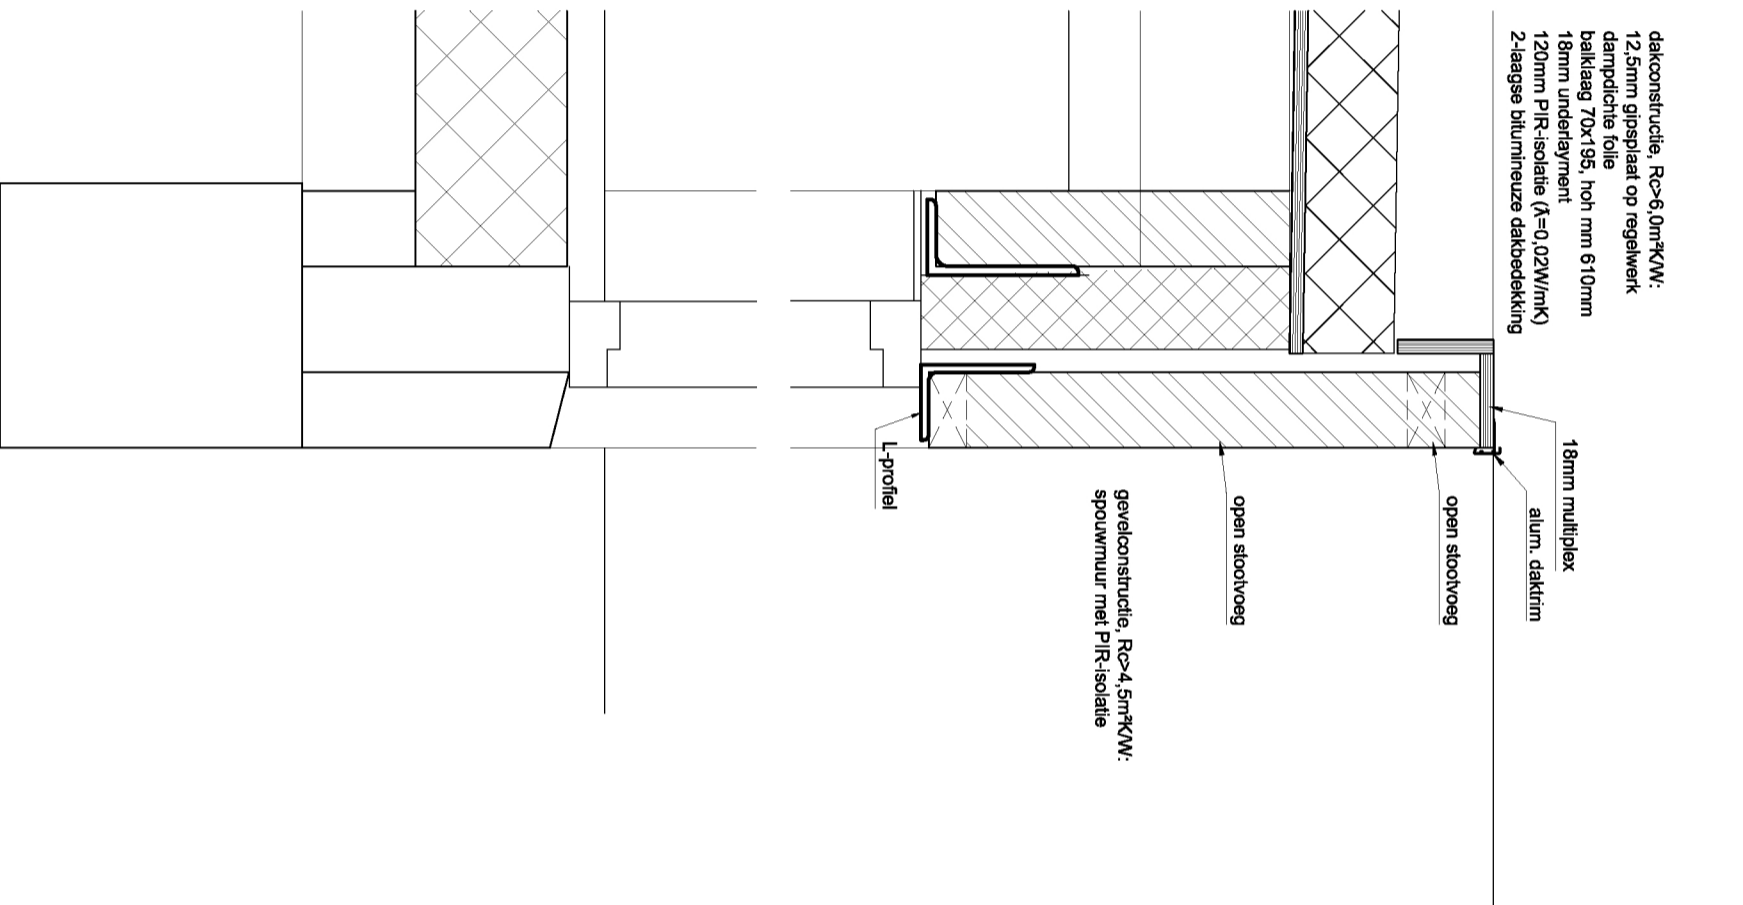 dakconstructie, Rc>6,0m²K/W:
12,5mm gipsplaat op regelwerk
dampdichte folie
balklaag 70x195, hoh mm 610mm
18mm underlayment
120mm PIR-isolatie (λ=0,02W/mK)
2-laagse bitumineuze dakbedekking
18mm multiplex
alum. daktrim
open stootvoeg
open stootvoeg
gevelconstructie, Rc>4,5m²K/W:
spouwmuur met PIR-isolatie
L-profiel